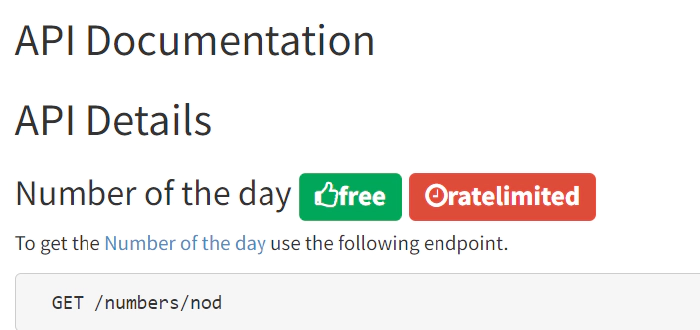 API Documentation
API Details
Number of the day free ratelimited
To get the Number of the day use the following endpoint.
GET /numbers/nod